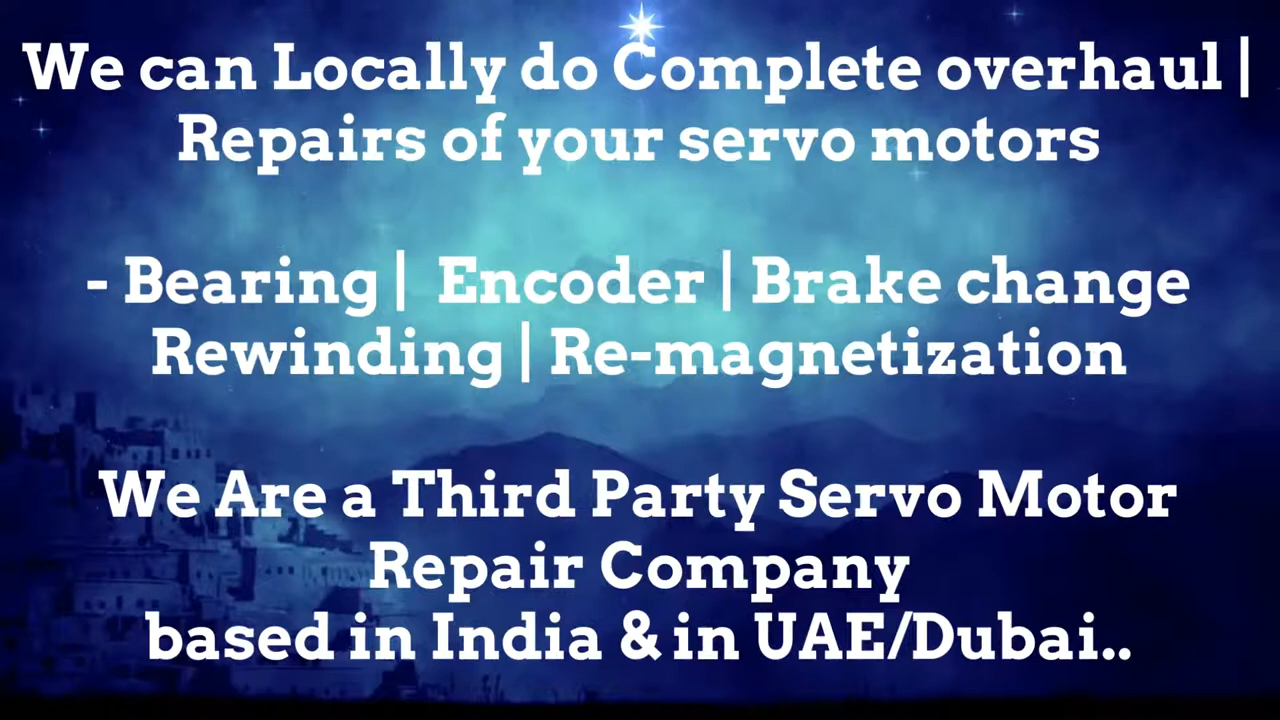 We can Locally do Complete overhaul |
Repairs of your servo motors
- Bearing | Encoder | Brake change
Rewinding | Re-magnetization
We Are a Third Party Servo Motor
Repair Company
based in India & in UAE/Dubai..